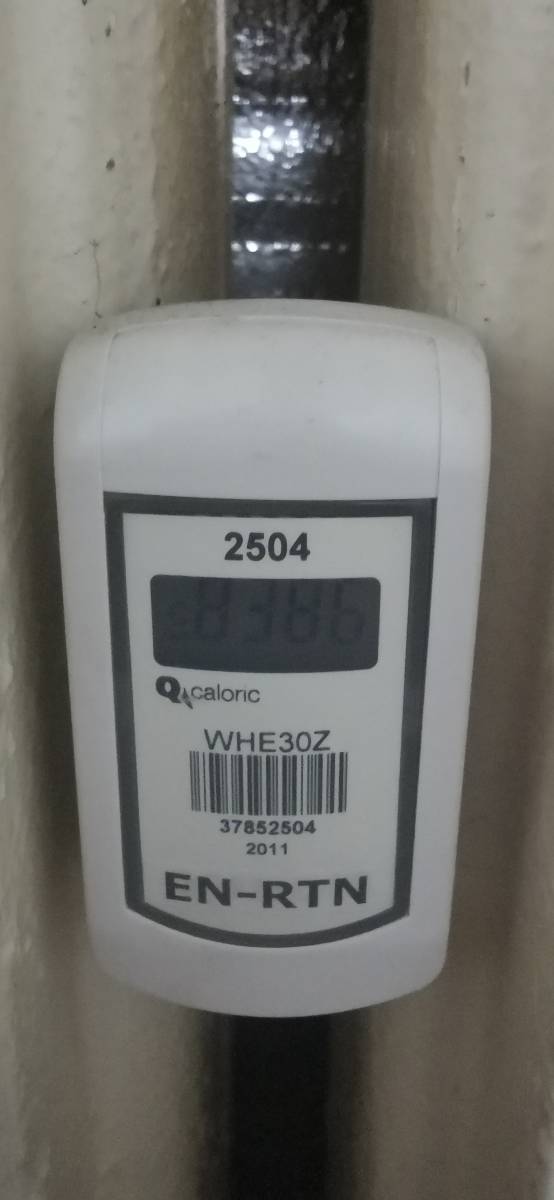 2504
Q caloric
WHE30Z
37852504
2011
EN-RTN